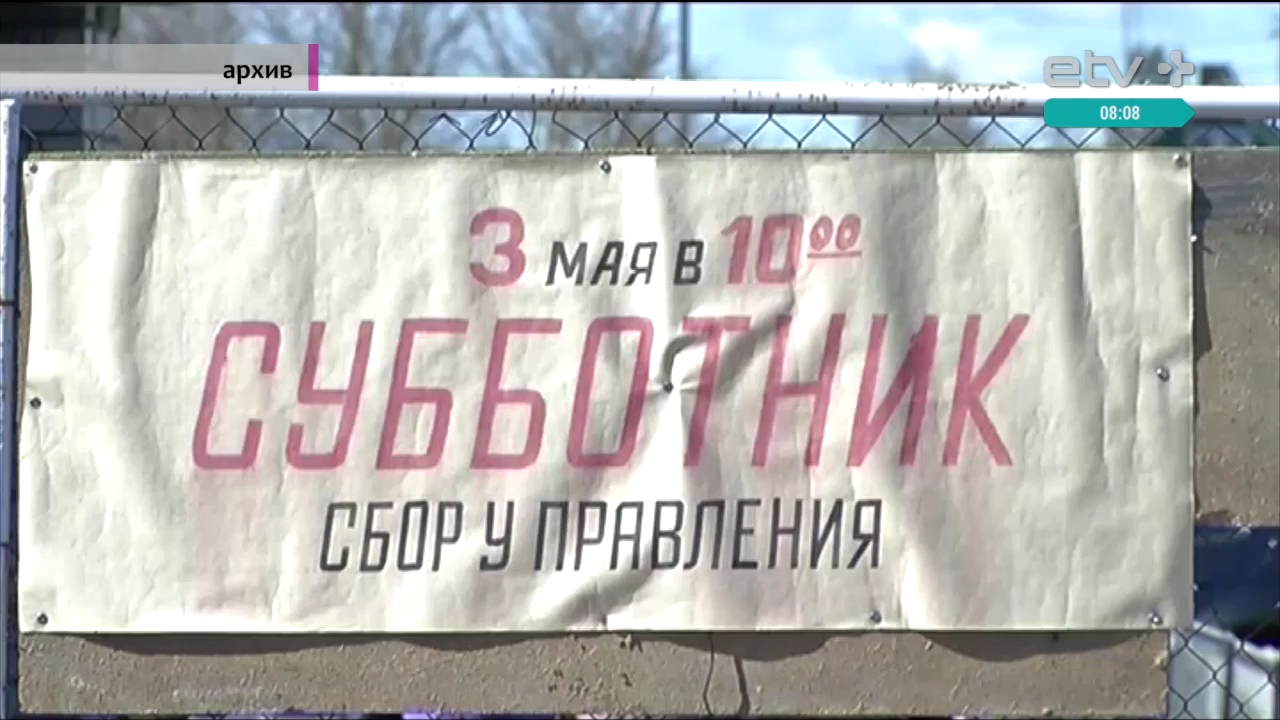 архив
etv+
08:08
3 МАЯ В 10⁰⁰
СУББОТНИК
СБОР У ПРАВЛЕНИЯ